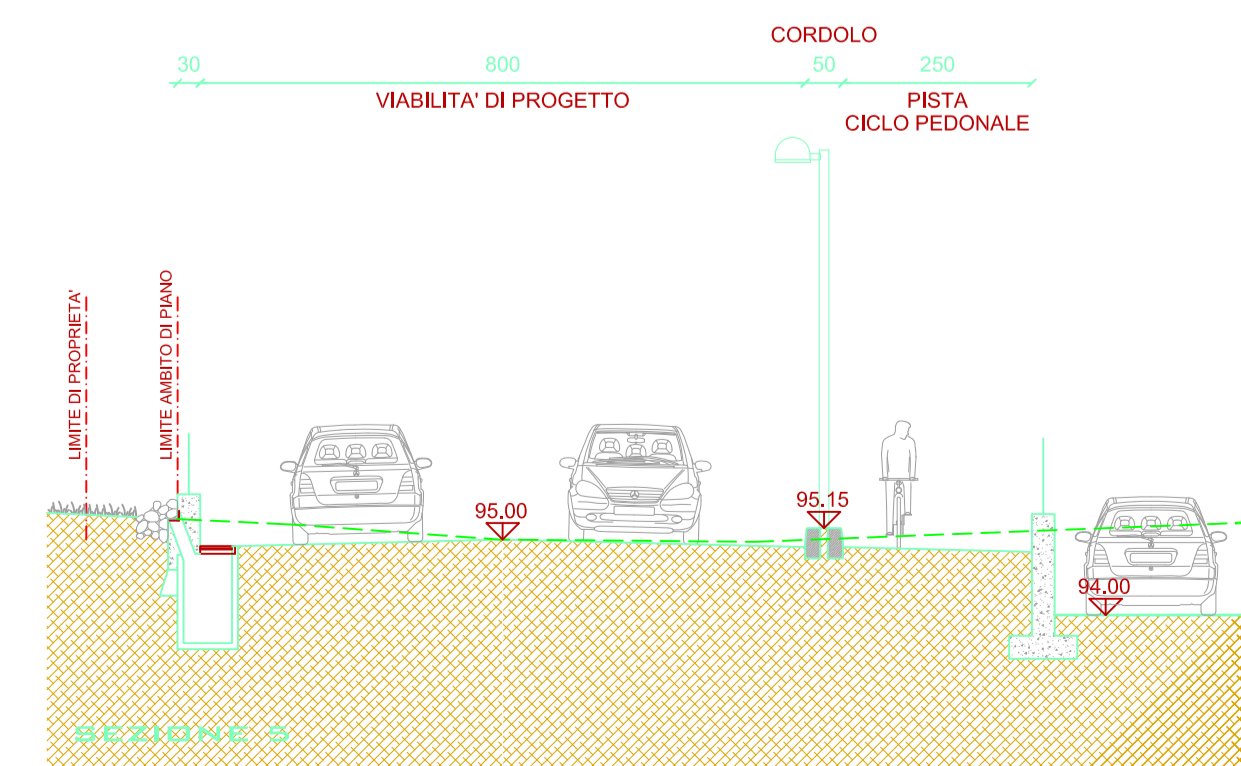 CORDOLO
30 800 50 250
VIABILITA' DI PROGETTO
PISTA
CICLO PEDONALE
LIMITE DI PROPRIETA'
LIMITE AMBITO DI PIANO
95.00
95.15
94.00
SEZIONE 5